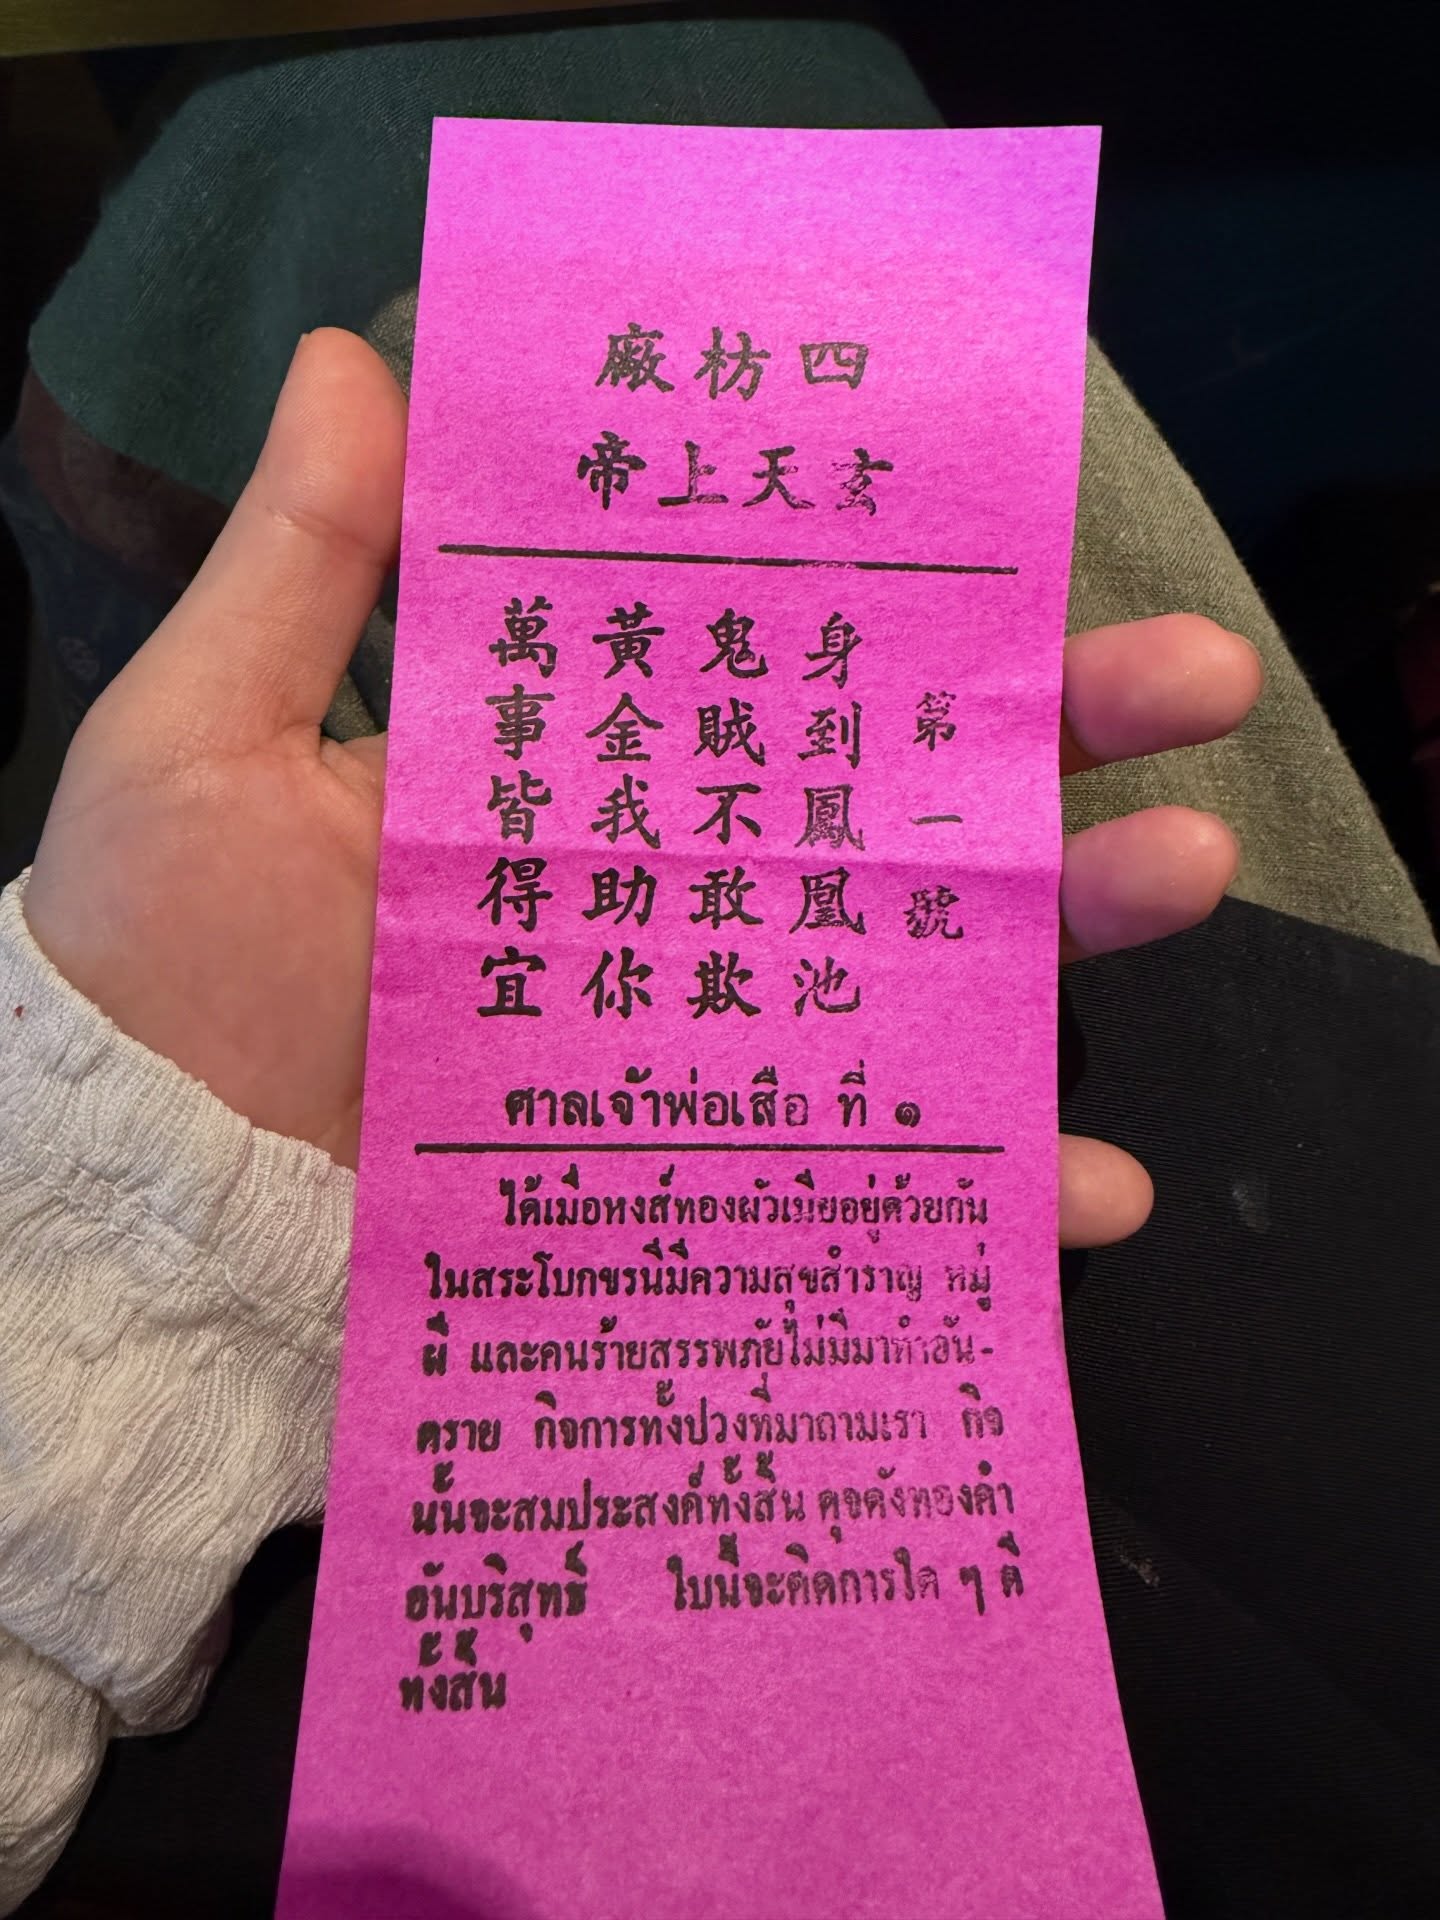 四枋廠
玄天上帝
第一號
身到鳳凰池
鬼賊不敢欺
黃金我助你
萬事皆得宜
ศาลเจ้าพ่อเสือ ที่ ๑
ได้เมื่อหงส์ทองผัวเมียอยู่ด้วยกัน
ในสระโบกขรนีมีความสุขสำราญ หมู่
ผี และคนร้ายสรรพภัยไม่มีมาทำอัน-
ตราย กิจการทั้งปวงที่มาถามเรา กิจ
นั้นจะสมประสงค์ทั้งสิ้น ดุจดังทองคำ
อันบริสุทธิ์ ใบนี้จะติดการใด ๆ ดี
ทั้งสิ้น